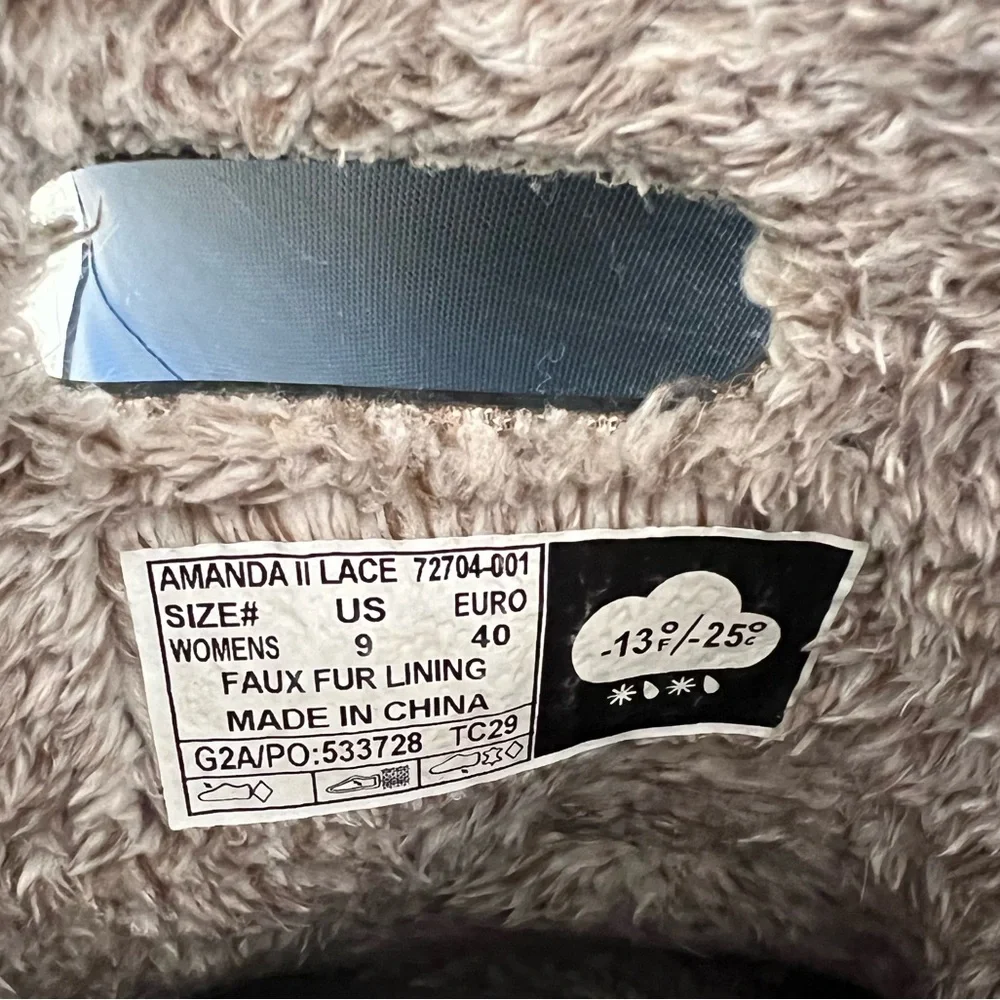 AMANDA II LACE 72704-001
SIZE# US EURO
WOMENS 9 40
FAUX FUR LINING
MADE IN CHINA
G2A/PO:533728 TC29
-13°F/-25°C